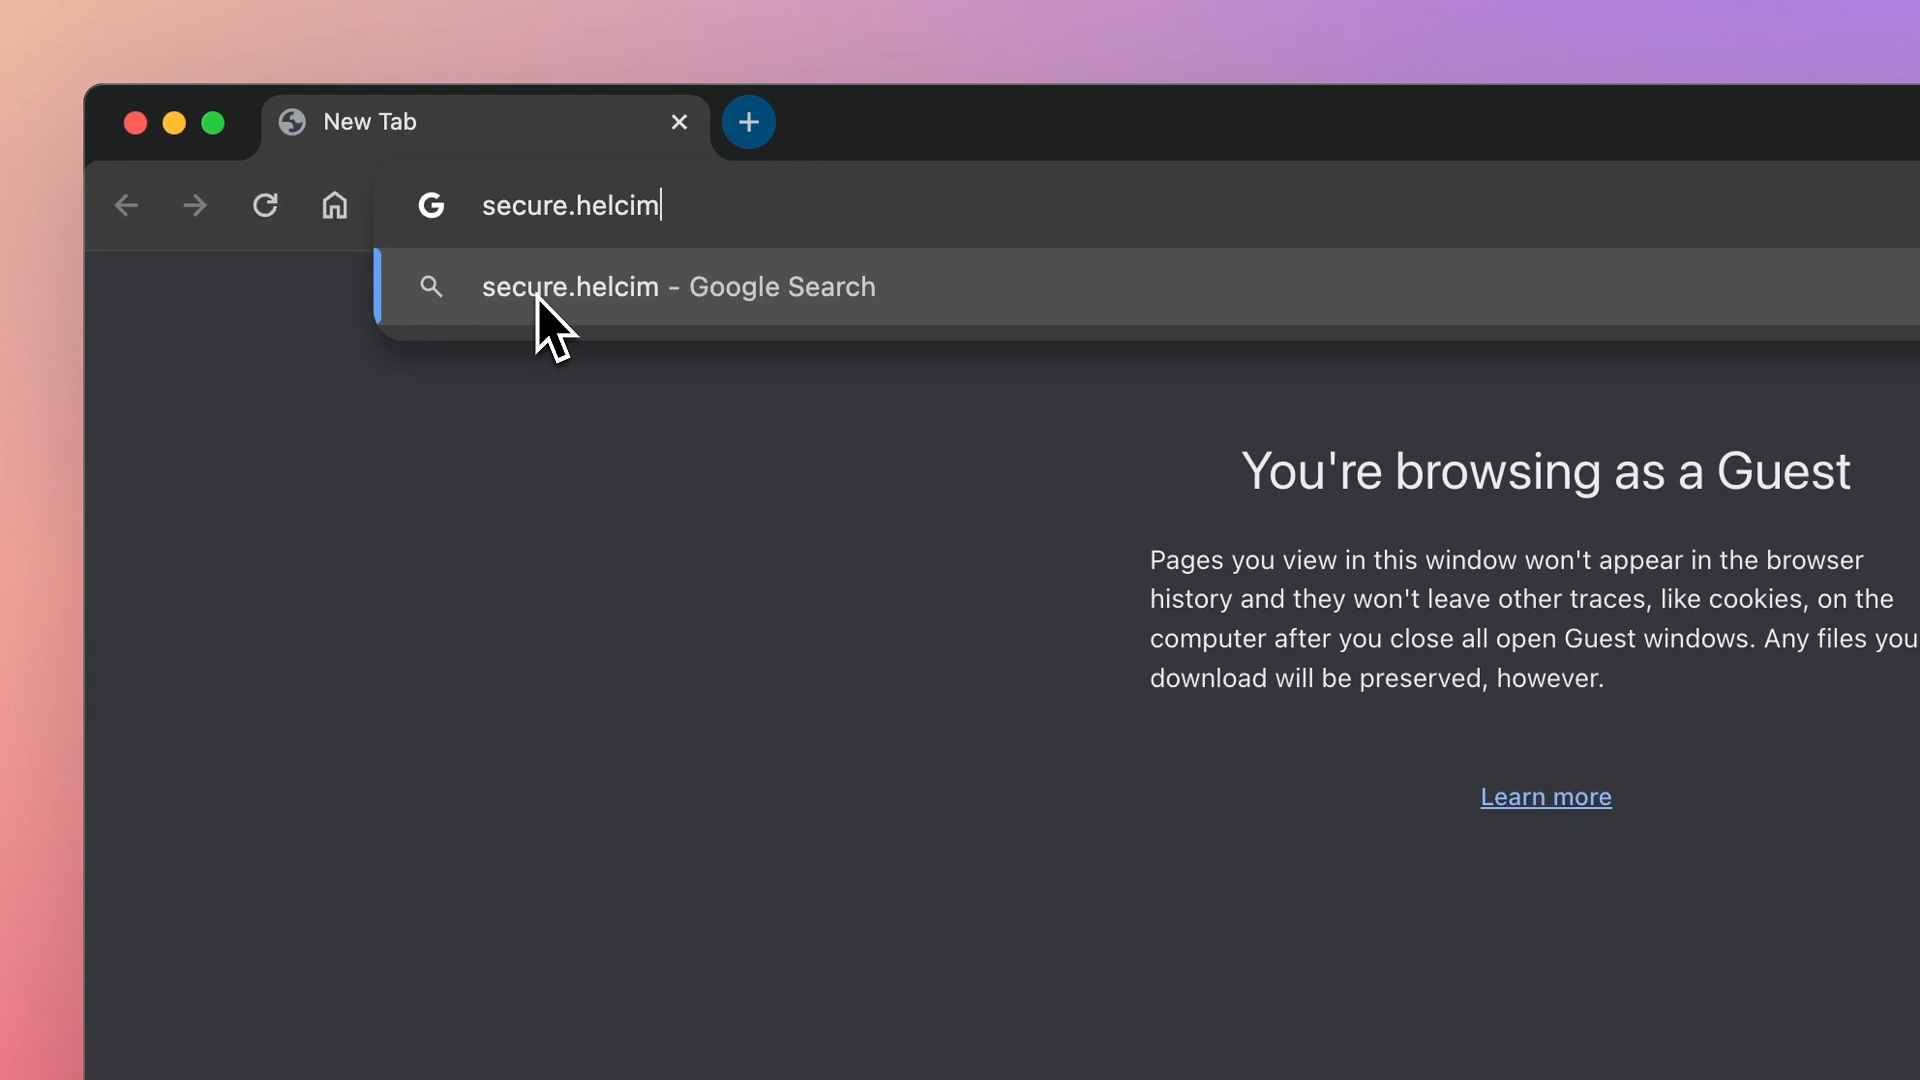 New Tab
secure.helcim
secure.helcim - Google Search
You're browsing as a Guest
Pages you view in this window won't appear in the browser
history and they won't leave other traces, like cookies, on the
computer after you close all open Guest windows. Any files you
download will be preserved, however.
Learn more